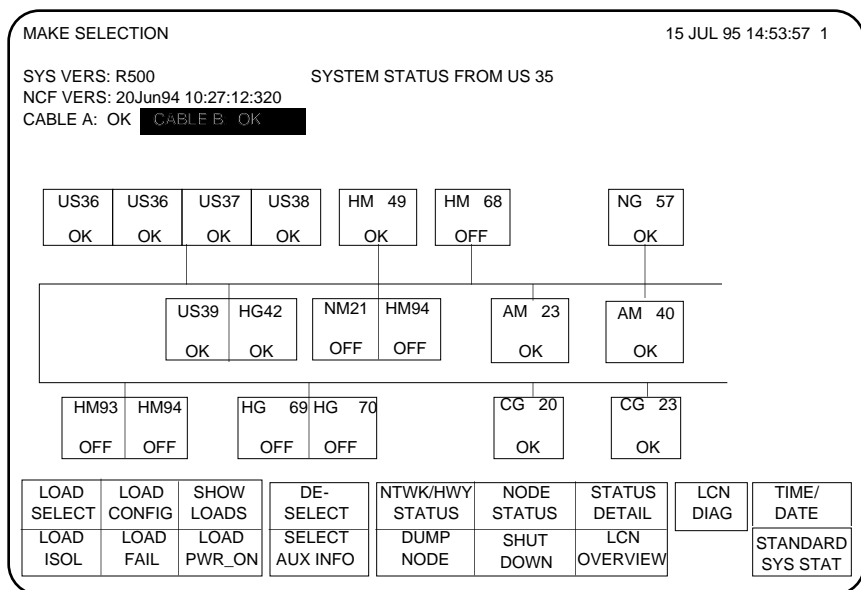 MAKE SELECTION 15 JUL 95 14:53:57 1
SYS VERS: R500 SYSTEM STATUS FROM US 35
NCF VERS: 20Jun94 10:27:12:320
CABLE A: OK CABLE B: OK
US36 US36 US37 US38 HM 49 HM 68 NG 57
OK OK OK OK OK OFF OK
US39 HG42 NM21 HM94 AM 23 AM 40
OK OK OFF OFF OK OK
HM93 HM94 HG 69 HG 70 CG 20 CG 23
OFF OFF OFF OFF OK OK
LOAD LOAD SHOW DE- NTWK/HWY NODE STATUS LCN TIME/
SELECT CONFIG LOADS SELECT STATUS STATUS DETAIL DIAG DATE
LOAD LOAD LOAD SELECT DUMP SHUT LCN STANDARD
ISOL FAIL PWR_ON AUX INFO NODE DOWN OVERVIEW SYS STAT